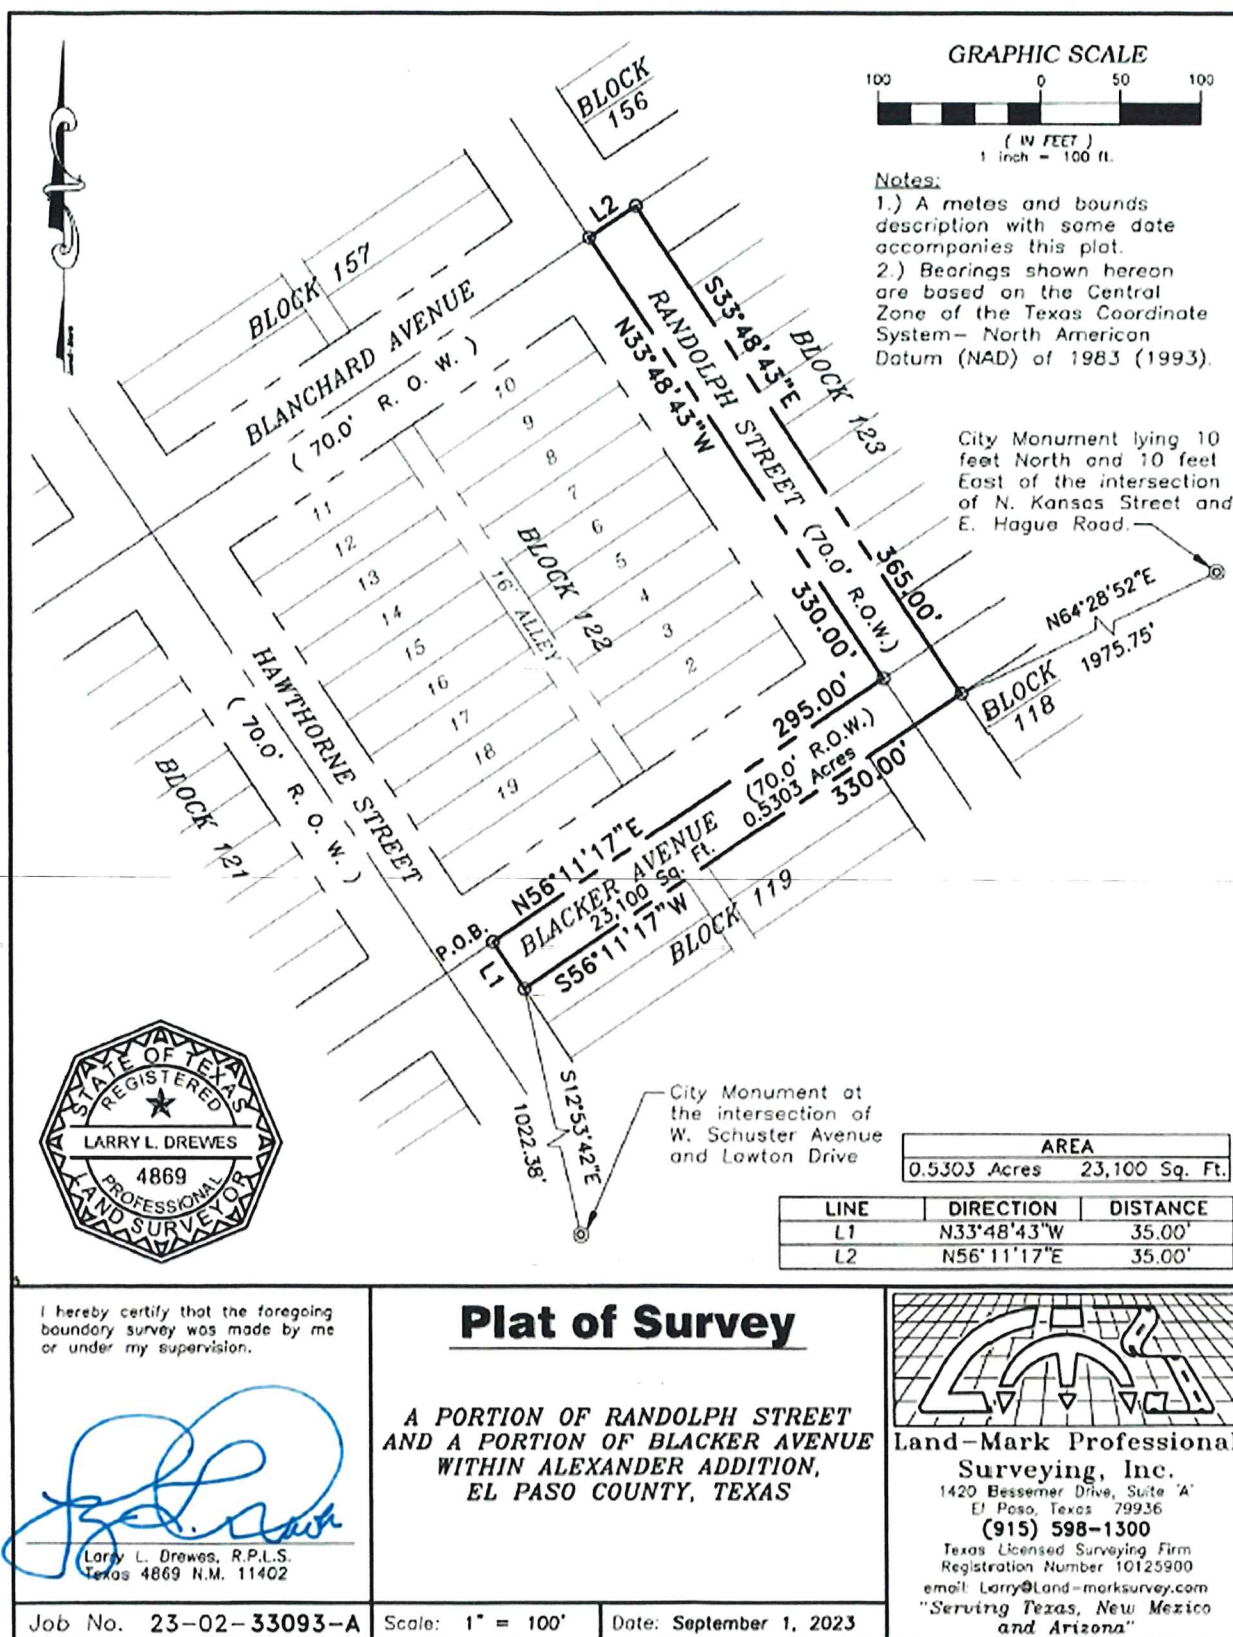 GRAPHIC SCALE
100 0 50 100
( IN FEET )
1 inch = 100 ft.
Notes:
1.) A metes and bounds
description with same date
accompanies this plat.
2.) Bearings shown hereon
are based on the Central
Zone of the Texas Coordinate
System- North American
Datum (NAD) of 1983 (1993).
City Monument lying 10
feet North and 10 feet
East of the intersection
of N. Kansas Street and
E. Hague Road.
BLOCK
156
L2
BLOCK 157
BLANCHARD AVENUE
( 70.0' R. O. W. )
RANDOLPH STREET (70.0' R.O.W.)
S33°48'43"E
365.00'
N33°48'43"W
330.00'
BLOCK 123
10
9
8
7
6
5
4
3
2
BLOCK 122
16' ALLEY
11
12
13
14
15
16
17
18
19
HAWTHORNE STREET
( 70.0' R. O. W. )
BLOCK 121
N64°28'52"E
1975.75'
BLOCK
118
N56°11'17"E
295.00'
BLACKER AVENUE (70.0' R.O.W.)
23,100 Sq. Ft. 0.5303 Acres
S56°11'17"W
330.00'
BLOCK 119
P.O.B.
L1
S12°53'42"E
1022.38'
City Monument at
the intersection of
W. Schuster Avenue
and Lawton Drive
STATE OF TEXAS
REGISTERED
LARRY L. DREWES
4869
PROFESSIONAL
LAND SURVEYOR
AREA
0.5303 Acres 23,100 Sq. Ft.
LINE DIRECTION DISTANCE
L1 N33°48'43"W 35.00'
L2 N56°11'17"E 35.00'
I hereby certify that the foregoing
boundary survey was made by me
or under my supervision.
Larry L. Drewes, R.P.L.S.
Texas 4869 N.M. 11402
Job No. 23-02-33093-A
Plat of Survey
A PORTION OF RANDOLPH STREET
AND A PORTION OF BLACKER AVENUE
WITHIN ALEXANDER ADDITION,
EL PASO COUNTY, TEXAS
Scale: 1" = 100'
Date: September 1, 2023
Land-Mark Professional
Surveying, Inc.
1420 Bessemer Drive, Suite 'A'
El Paso, Texas 79936
(915) 598-1300
Texas Licensed Surveying Firm
Registration Number 10125900
email: Larry@Land-marksurvey.com
"Serving Texas, New Mexico
and Arizona"